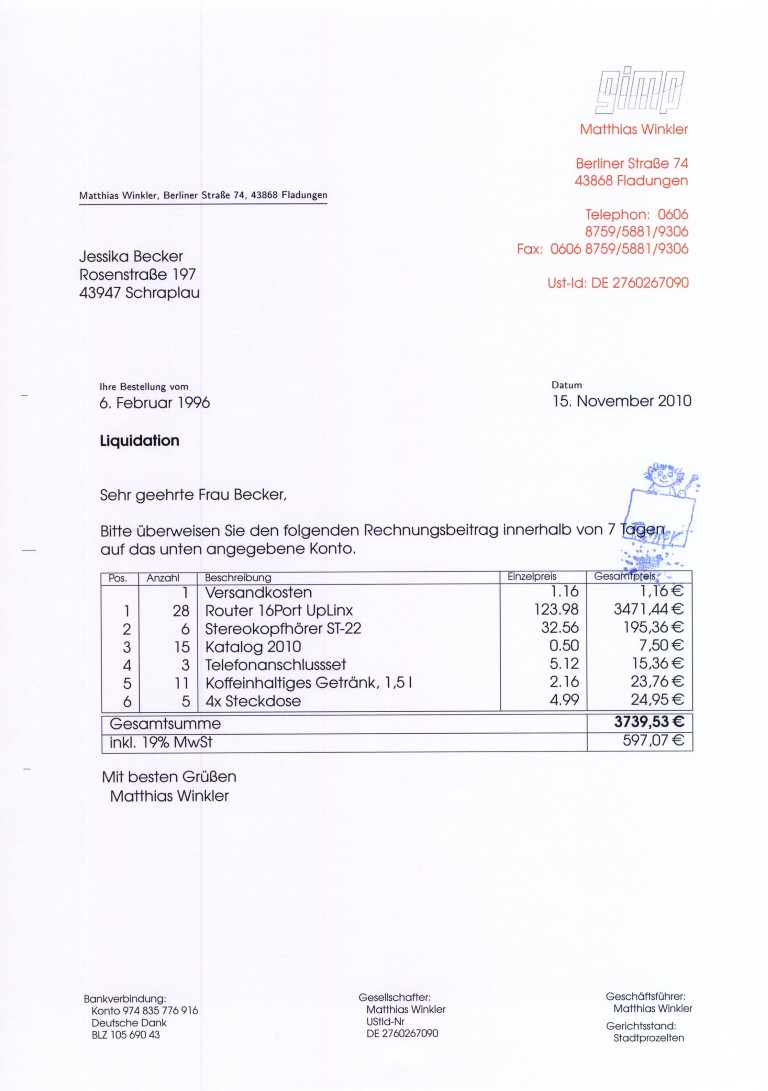 gimp
Matthias Winkler
Berliner Straße 74
43868 Fladungen
Telephon: 0606
8759/5881/9306
Fax: 0606 8759/5881/9306
Ust-Id: DE 2760267090
Matthias Winkler, Berliner Straße 74, 43868 Fladungen
Jessika Becker
Rosenstraße 197
43947 Schraplau
Ihre Bestellung vom
6. Februar 1996
Datum
15. November 2010
Liquidation
Sehr geehrte Frau Becker,
Bitte überweisen Sie den folgenden Rechnungsbeitrag innerhalb von 7 Tagen
auf das unten angegebene Konto.
Pos. Anzahl Beschreibung Einzelpreis Gesamtpreis
1 Versandkosten 1.16 1,16 €
1 28 Router 16Port UpLinx 123.98 3471,44 €
2 6 Stereokopfhörer ST-22 32.56 195,36 €
3 15 Katalog 2010 0.50 7,50 €
4 3 Telefonanschlussset 5.12 15,36 €
5 11 Koffeinhaltiges Getränk, 1,5 l 2.16 23,76 €
6 5 4x Steckdose 4.99 24,95 €
Gesamtsumme 3739,53 €
inkl. 19% MwSt 597,07 €
Mit besten Grüßen
Matthias Winkler
Bankverbindung:
Konto 974 835 776 916
Deutsche Dank
BLZ 105 690 43
Gesellschafter:
Matthias Winkler
UStId-Nr
DE 2760267090
Geschäftsführer:
Matthias Winkler
Gerichtsstand:
Stadtprozelten